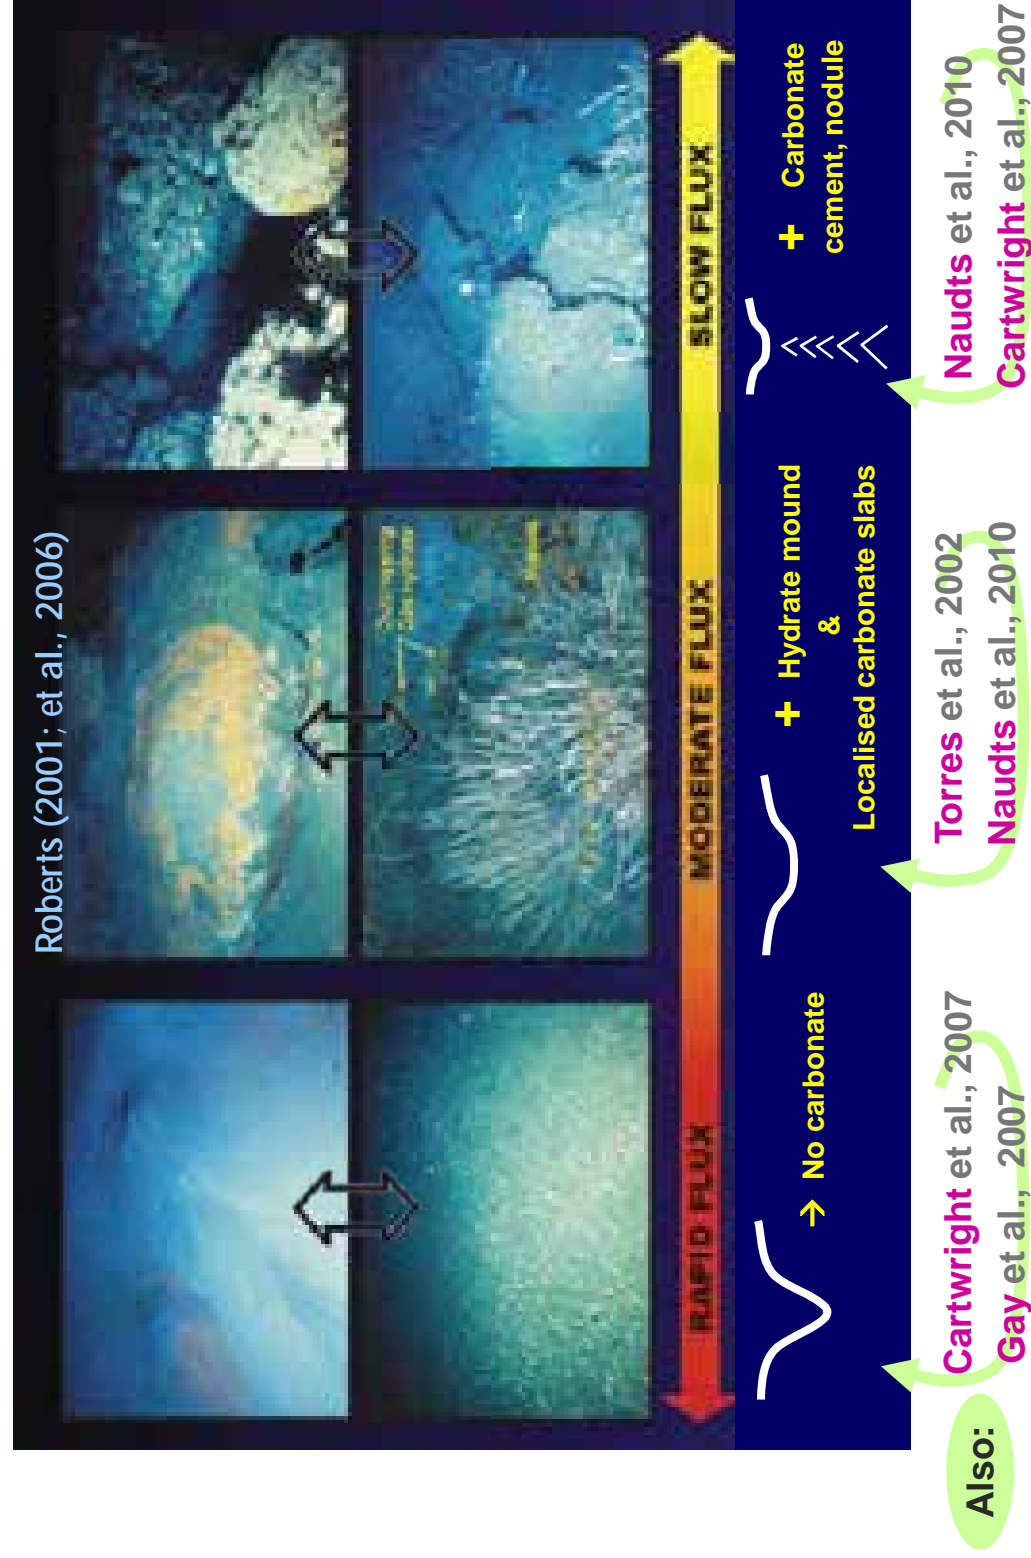 Roberts (2001; et al., 2006)
RAPID FLUX
MODERATE FLUX
SLOW FLUX
→ No carbonate
+ Hydrate mound
&
Localised carbonate slabs
+ Carbonate
cement, nodule
Also:
Cartwright et al., 2007
Gay et al., 2007
Torres et al., 2002
Naudts et al., 2010
Naudts et al., 2010
Cartwright et al., 2007